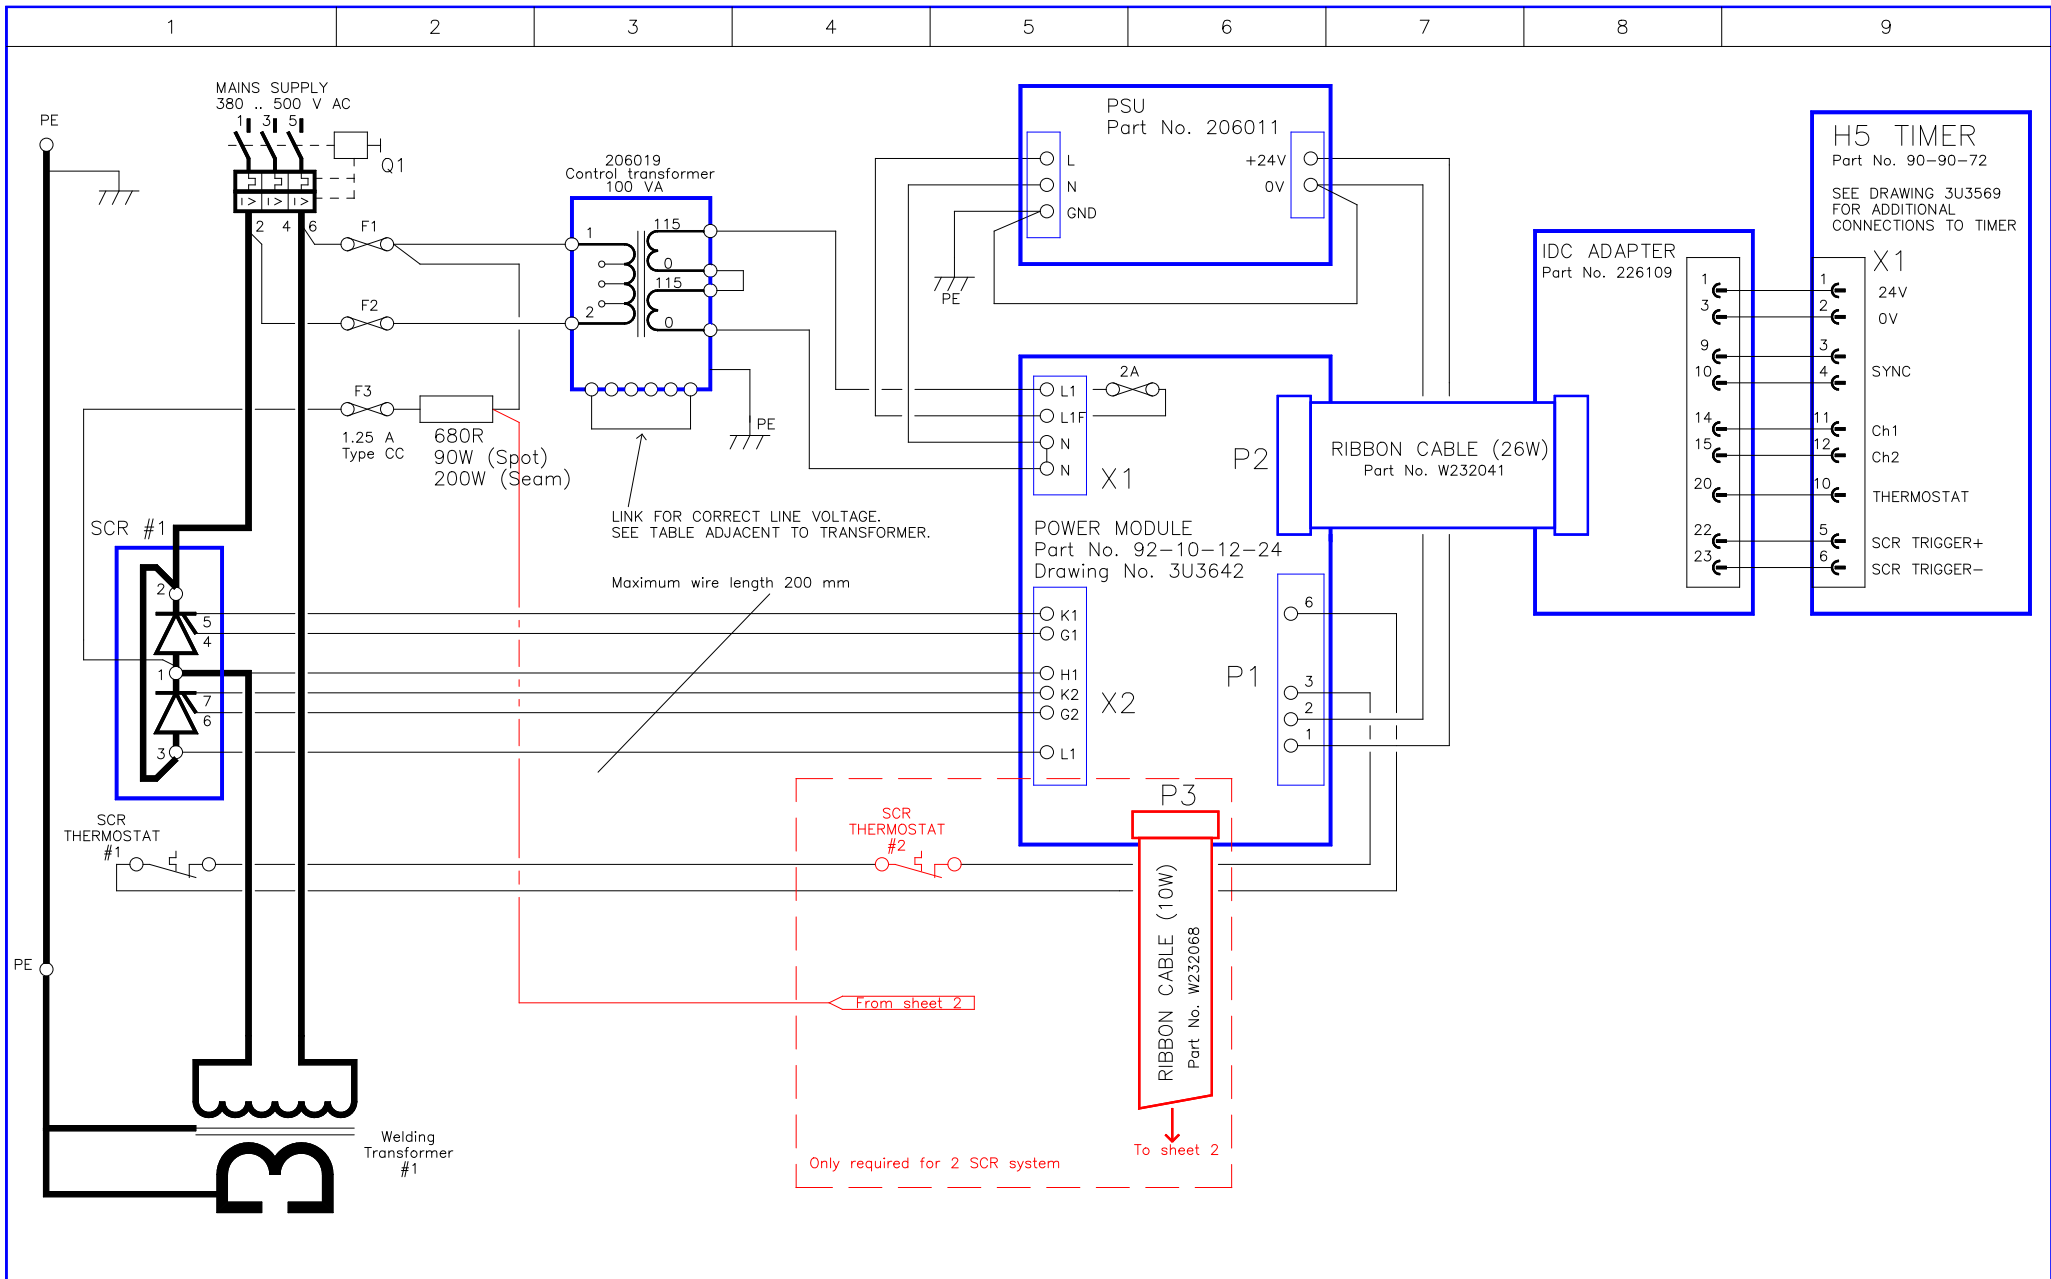 1 2 3 4 5 6 7 8 9
MAINS SUPPLY
380 .. 500 V AC
1 3 5
PE
Q1
I> I> I>
2 4 6
F1
F2
F3
1.25 A
Type CC
680R
90W (Spot)
200W (Seam)
206019
Control transformer
100 VA
1
2
115
0
115
0
PE
LINK FOR CORRECT LINE VOLTAGE.
SEE TABLE ADJACENT TO TRANSFORMER.
Maximum wire length 200 mm
PSU
Part No. 206011
L
N
GND
+24V
0V
PE
2A
L1
L1F
N
N
X1
POWER MODULE
Part No. 92-10-12-24
Drawing No. 3U3642
K1
G1
H1
K2
G2
L1
X2
P1
6
3
2
1
P2
RIBBON CABLE (26W)
Part No. W232041
IDC ADAPTER
Part No. 226109
1
3
9
10
14
15
20
22
23
H5 TIMER
Part No. 90-90-72
SEE DRAWING 3U3569
FOR ADDITIONAL
CONNECTIONS TO TIMER
X1
1 24V
2 0V
3
4
SYNC
11 Ch1
12 Ch2
10 THERMOSTAT
5 SCR TRIGGER+
6 SCR TRIGGER-
SCR #1
2
5
4
1
7
6
3
SCR
THERMOSTAT
#1
SCR
THERMOSTAT
#2
P3
RIBBON CABLE (10W)
Part No. W232068
From sheet 2
To sheet 2
Only required for 2 SCR system
PE
Welding
Transformer
#1